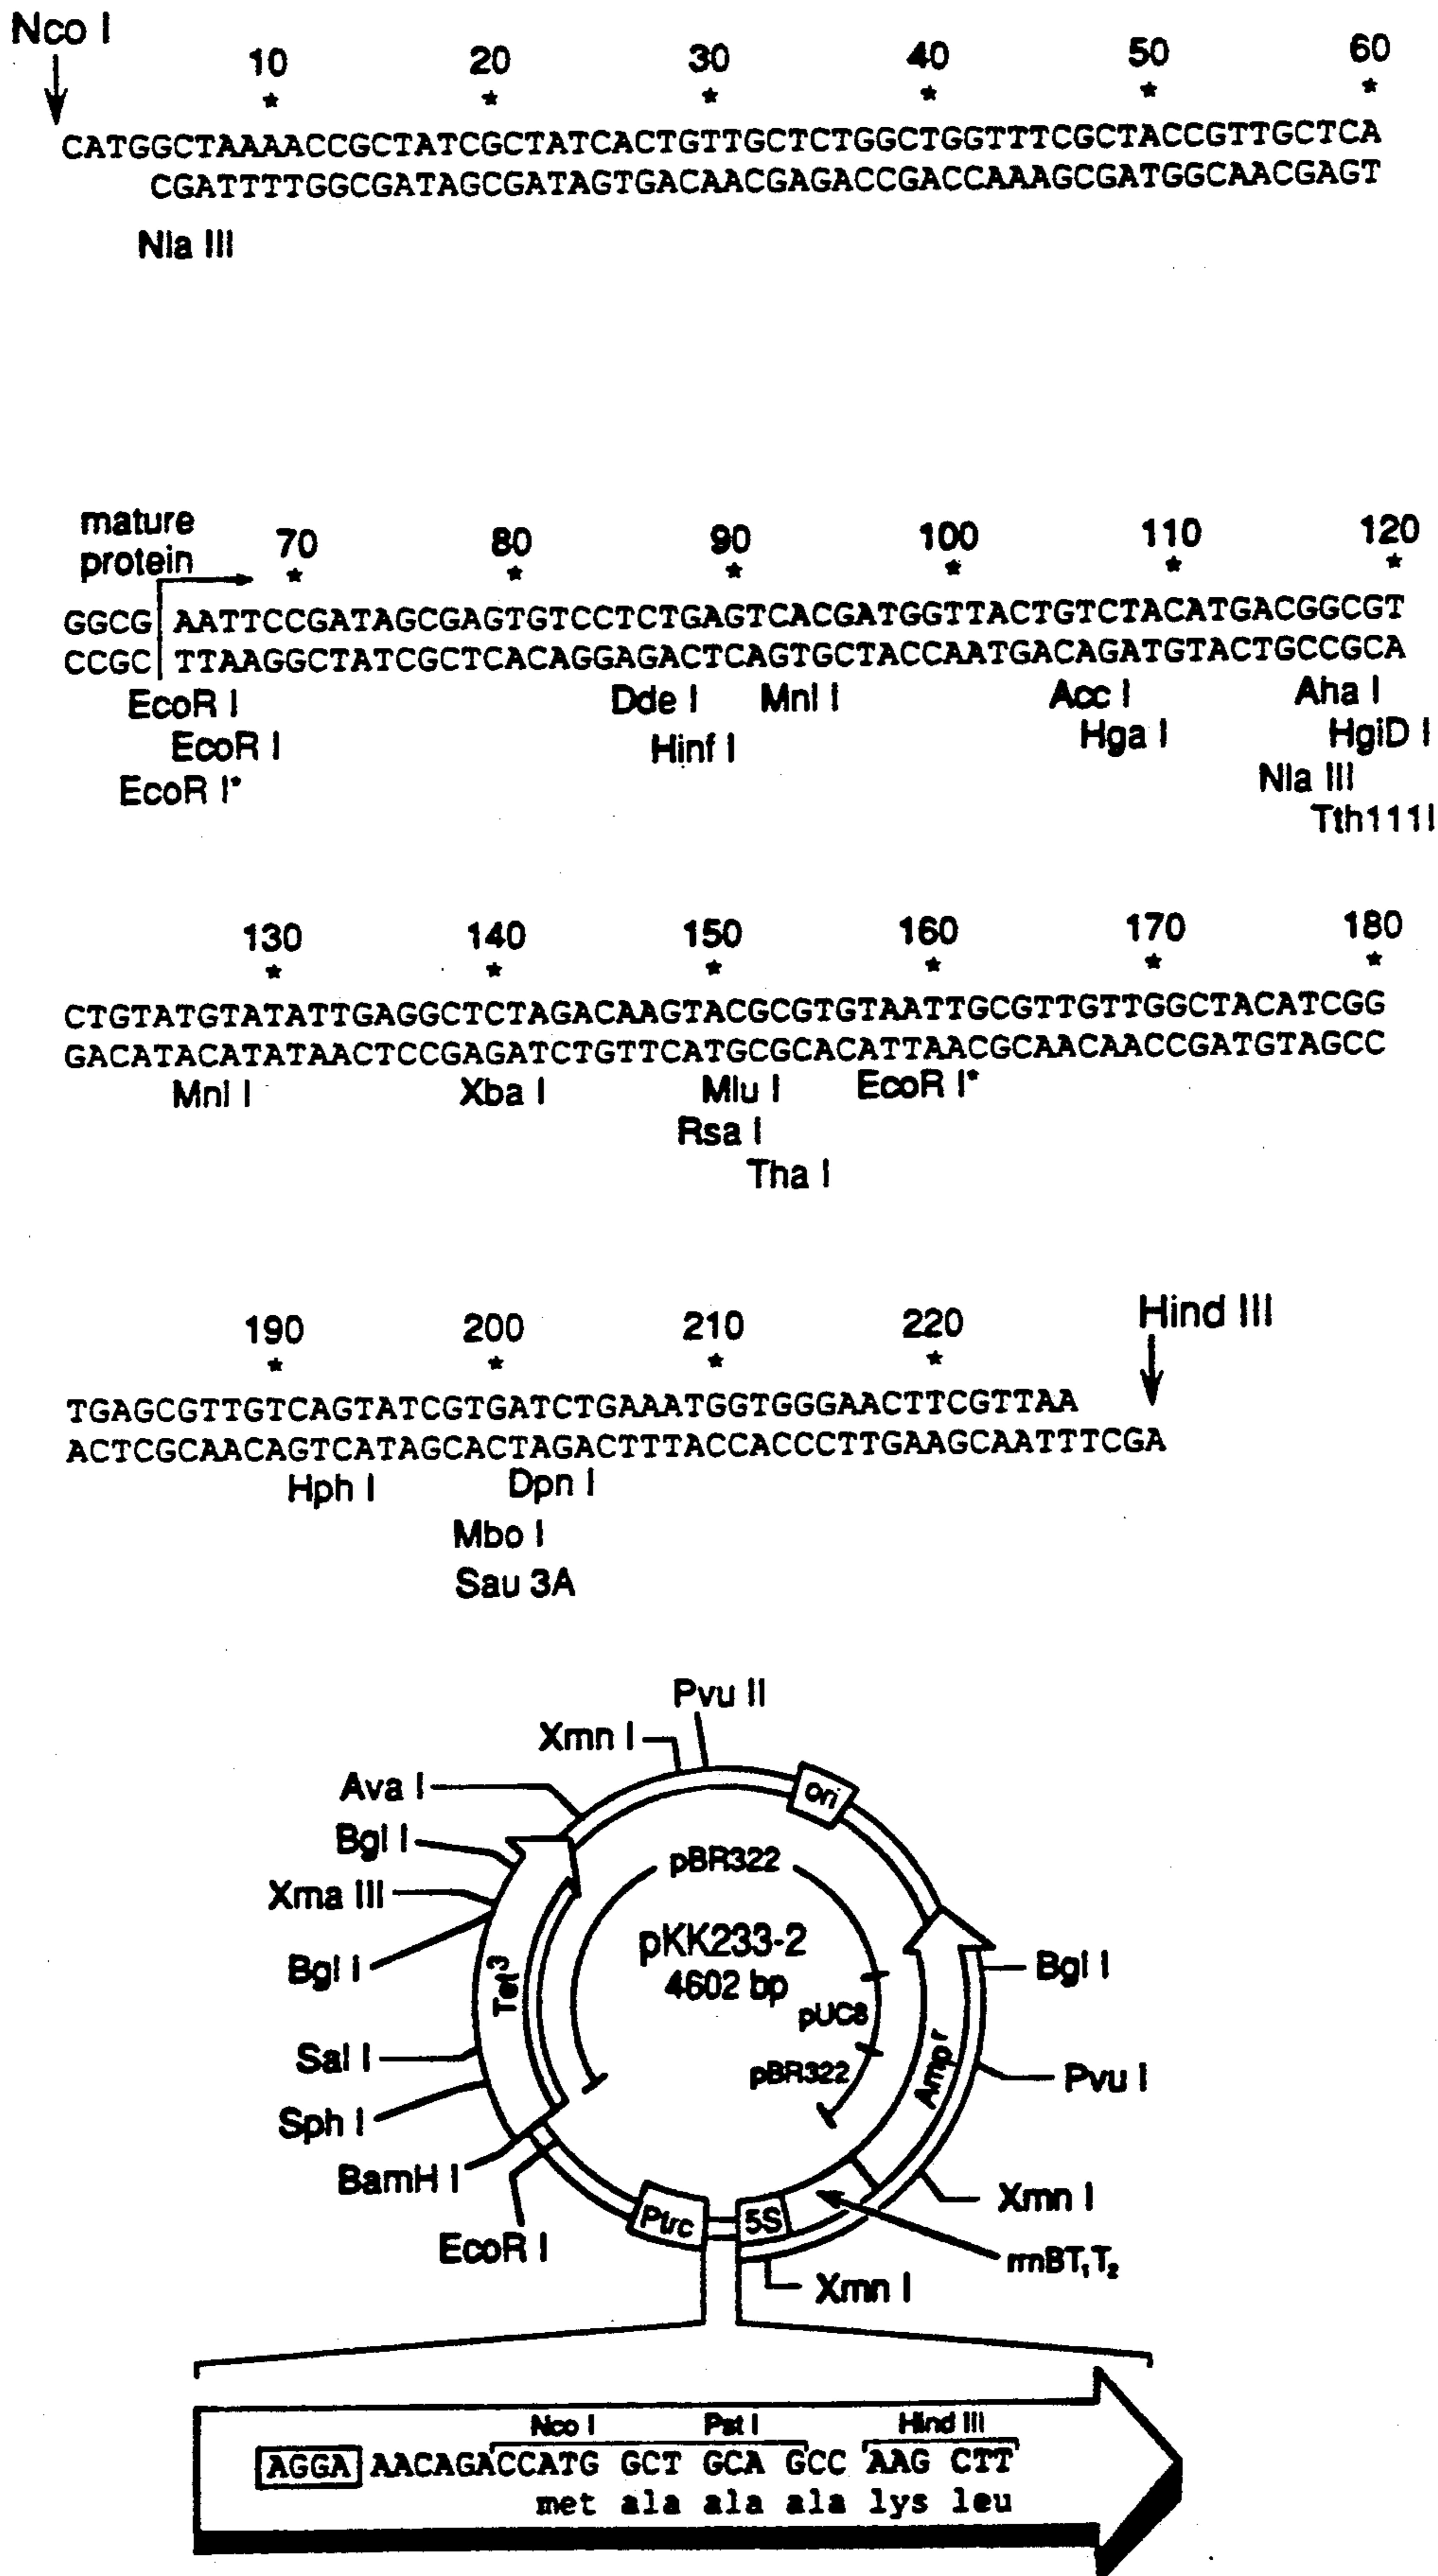 Nco I
10 20 30 40 50 60
* * * * * *
CATGGCTAAAACCGCTATCGCTATCACTGTTGCTCTGGCTGGTTTCGCTACCGTTGCTCA
CGATTTTGGCGATAGCGATAGTGACAACGAGACCGACCAAAGCGATGGCAACGAGT
Nla III
mature
protein
70 80 90 100 110 120
* * * * * *
GGCG AATTCCGATAGCGAGTGTCCTCTGAGTCACGATGGTTACTGTCTACATGACGGCGT
CCGC TTAAGGCTATCGCTCACAGGAGACTCAGTGCTACCAATGACAGATGTACTGCCGCA
EcoR I Dde I Mnl I Acc I Aha I
EcoR I Hinf I Hga I HgiD I
EcoR I* Nla III
Tth111I
130 140 150 160 170 180
* * * * * *
CTGTATGTATATTGAGGCTCTAGACAAGTACGCGTGTAATTGCGTTGTTGGCTACATCGG
GACATACATATAACTCCGAGATCTGTTCATGCGCACATTAACGCAACAACCGATGTAGCC
Mnl I Xba I Mlu I EcoR I*
Rsa I
Tha I
190 200 210 220 Hind III
* * * *
TGAGCGTTGTCAGTATCGTGATCTGAAATGGTGGGAACTTCGTTAA
ACTCGCAACAGTCATAGCACTAGACTTTACCACCCTTGAAGCAATTTCGA
Hph I Dpn I
Mbo I
Sau 3A
Pvu II
Xmn I
Ava I
ori
Bgl I
pBR322
Xma III
pKK233-2
4602 bp
Bgl I
Bgl I
Tet³
pUC8
Sal I
pBR322
Amp r
Pvu I
Sph I
BamH I
Xmn I
EcoR I
Ptrc
5S
rrnBT₁T₂
Xmn I
Nco I Pst I Hind III
AGGA AACAGACCATG GCT GCA GCC AAG CTT
met ala ala ala lys leu